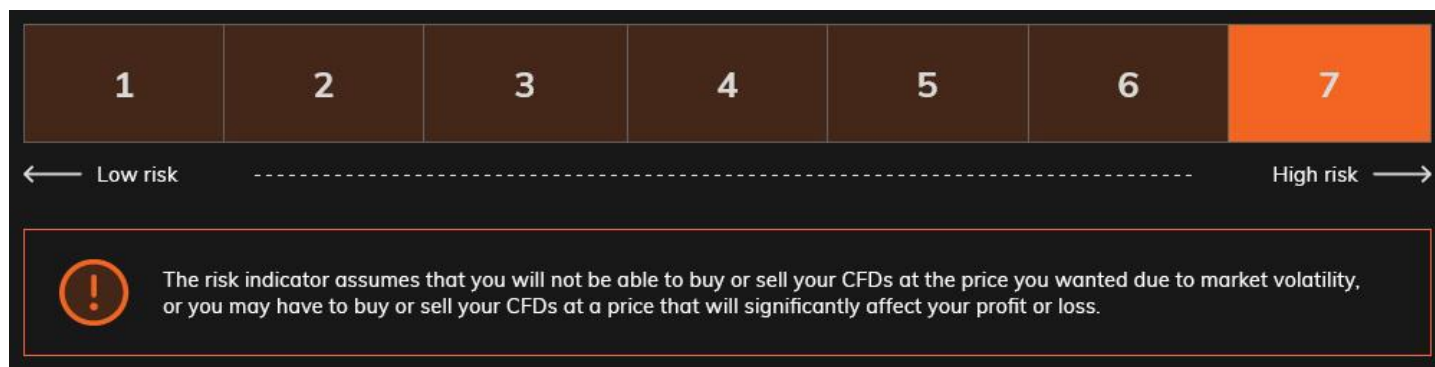 1 2 3 4 5 6 7
Low risk High risk
The risk indicator assumes that you will not be able to buy or sell your CFDs at the price you wanted due to market volatility,
or you may have to buy or sell your CFDs at a price that will significantly affect your profit or loss.